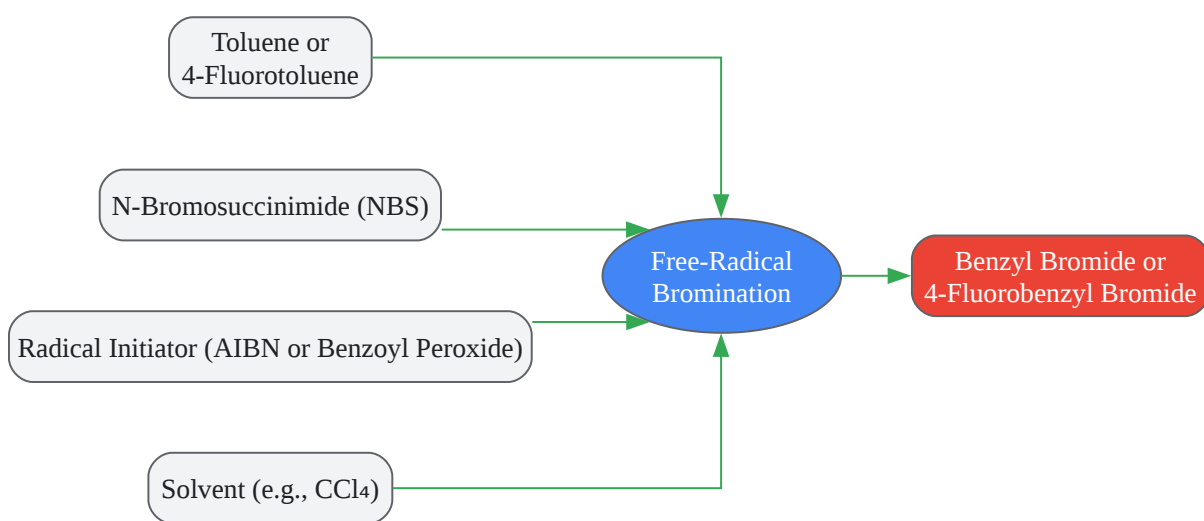 Toluene or
4-Fluorotoluene
N-Bromosuccinimide (NBS)
Free-Radical
Bromination
Benzyl Bromide or
4-Fluorobenzyl Bromide
Radical Initiator (AIBN or Benzoyl Peroxide)
Solvent (e.g., CCl₄)